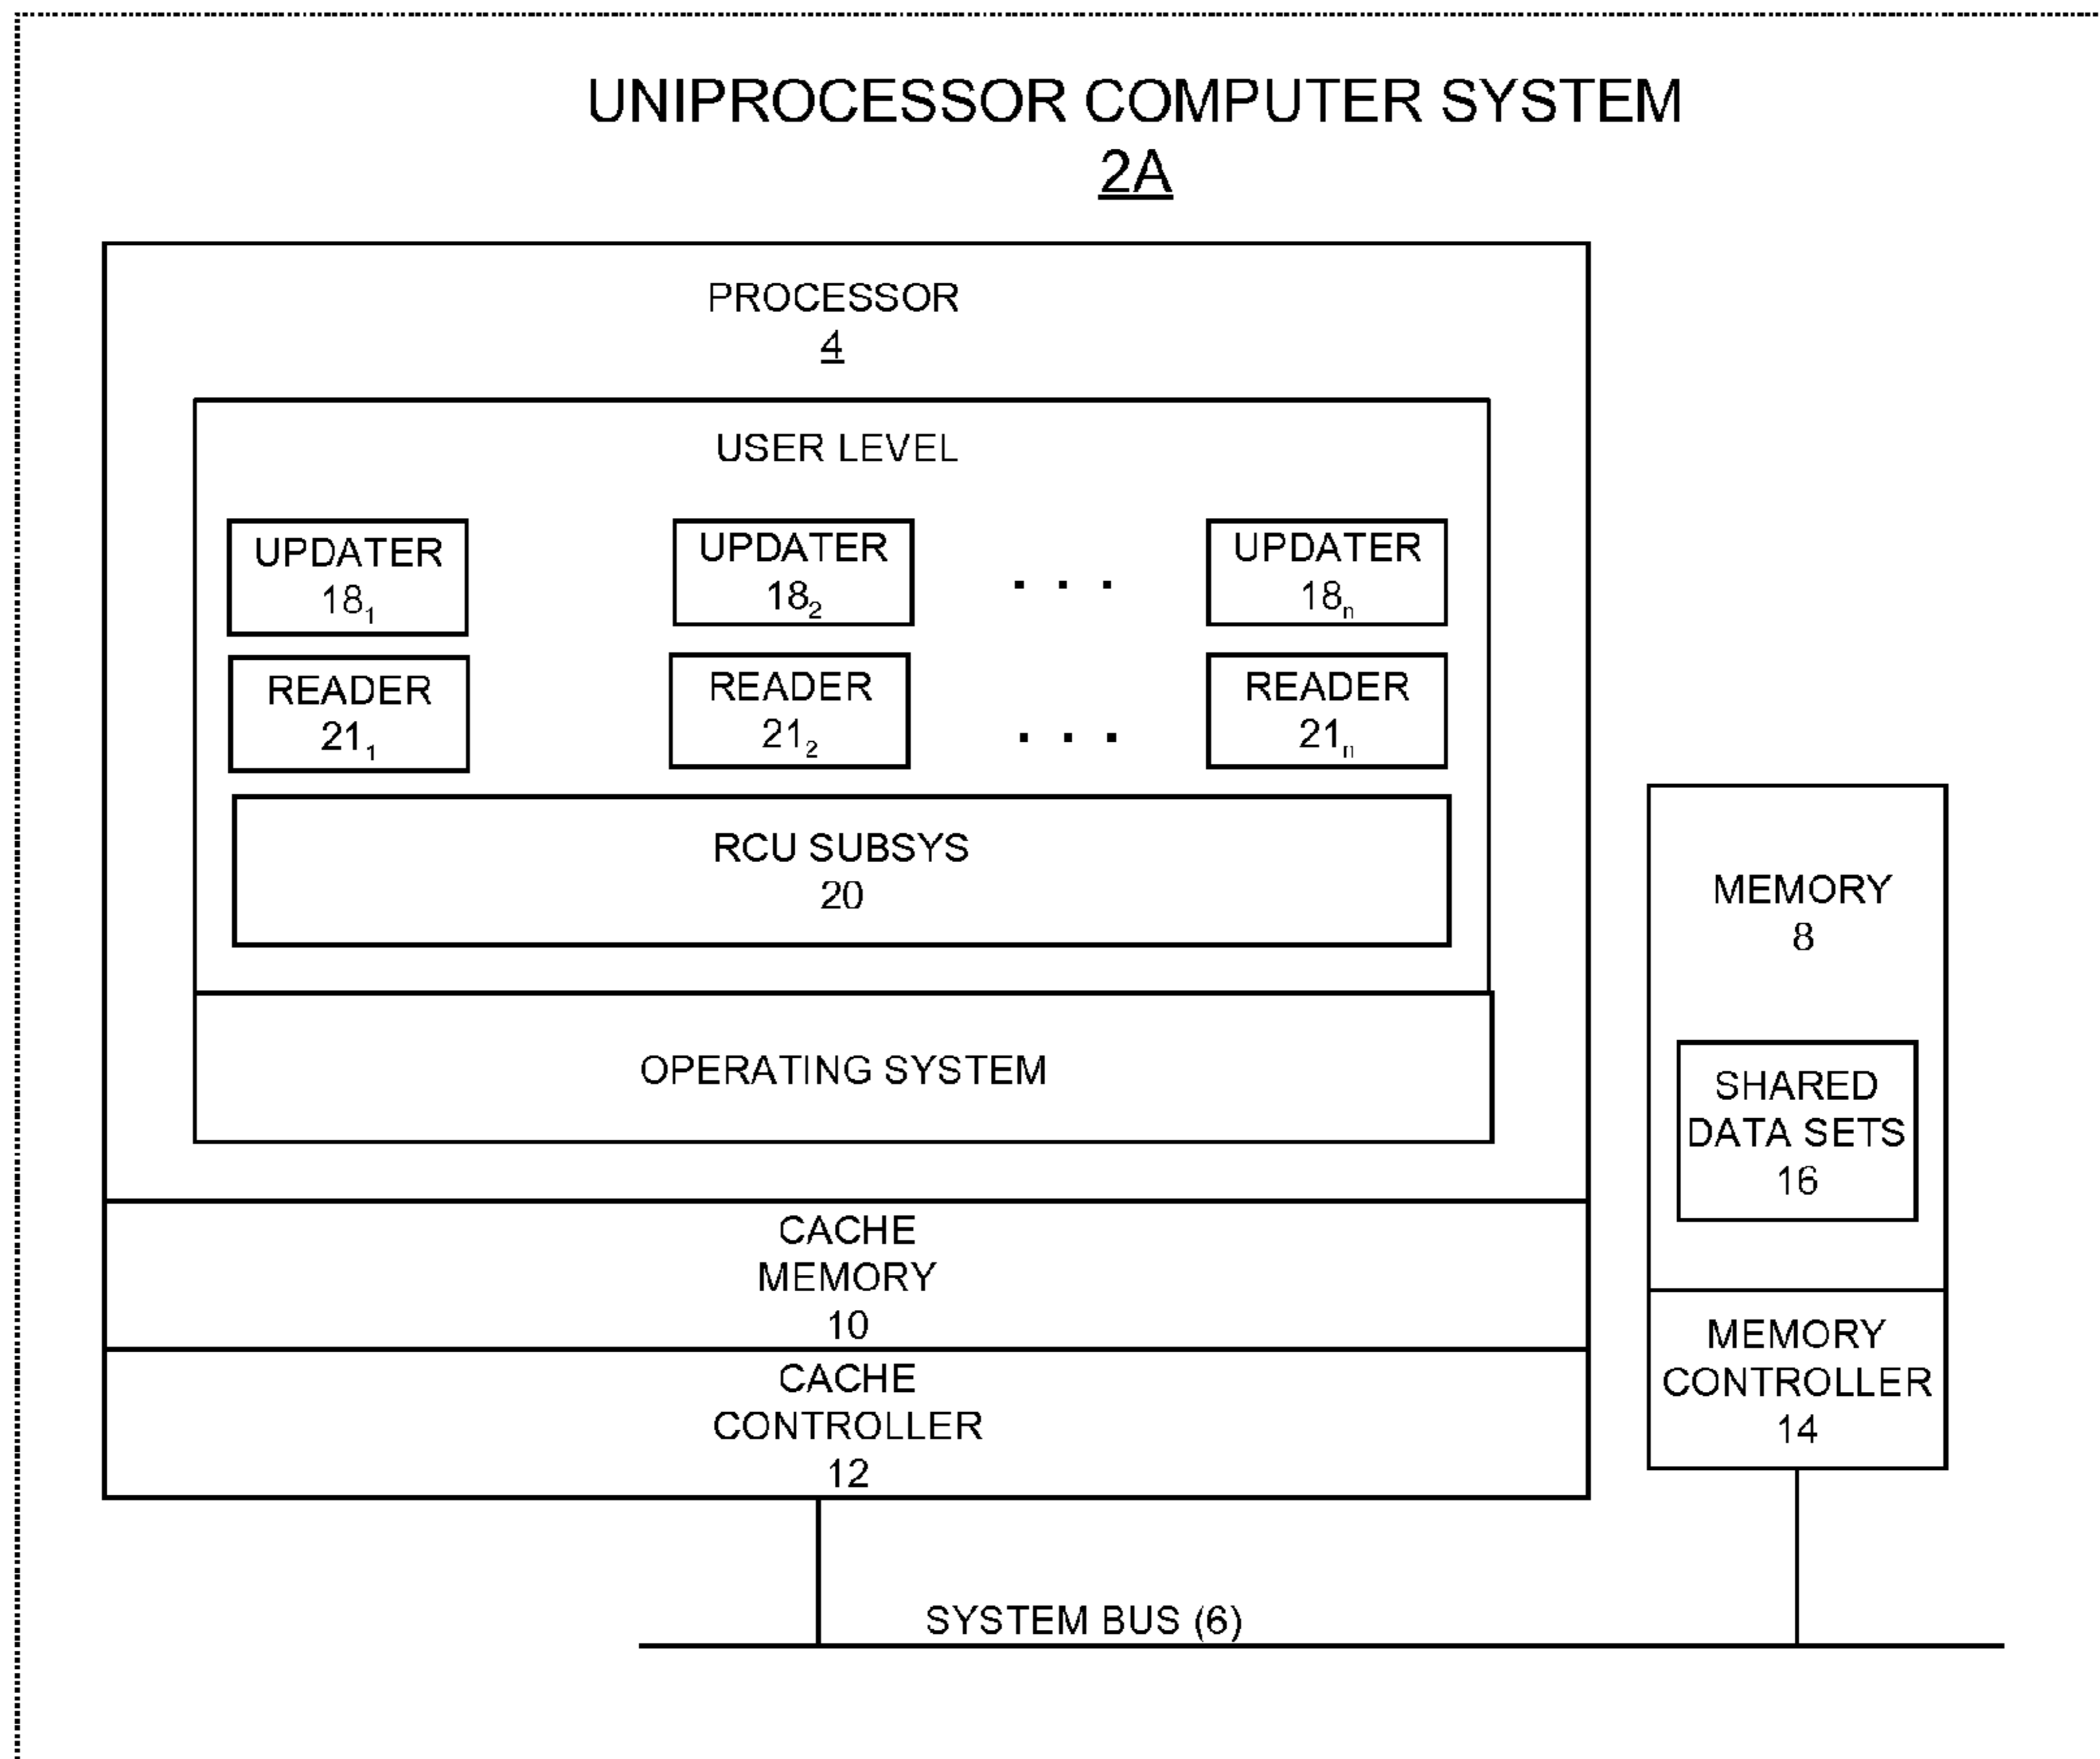 UNIPROCESSOR COMPUTER SYSTEM
2A
PROCESSOR
4
USER LEVEL
UPDATER
18₁
UPDATER
18₂
. . .
UPDATER
18ₙ
READER
21₁
READER
21₂
. . .
READER
21ₙ
RCU SUBSYS
20
OPERATING SYSTEM
CACHE
MEMORY
10
CACHE
CONTROLLER
12
MEMORY
8
SHARED
DATA SETS
16
MEMORY
CONTROLLER
14
SYSTEM BUS (6)